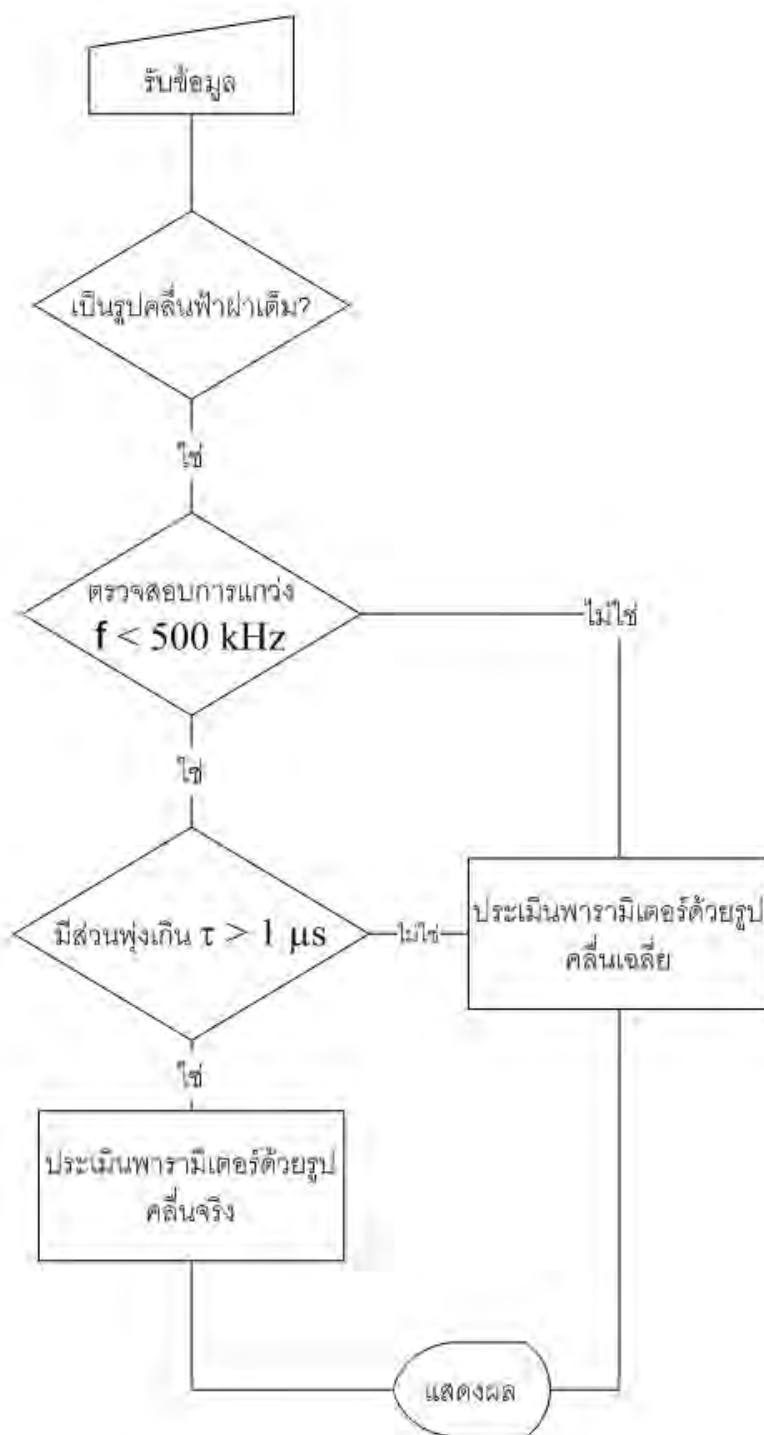 รับข้อมูล
เป็นรูปคลื่นฟ้าผ่าเต็ม?
ใช่
ตรวจสอบการแกว่ง
f < 500 kHz
ไม่ใช่
ใช่
มีส่วนพุ่งเกิน τ > 1 μs
ไม่ใช่
ประเมินพารามิเตอร์ด้วยรูป
คลื่นเฉลี่ย
ใช่
ประเมินพารามิเตอร์ด้วยรูป
คลื่นจริง
แสดงผล